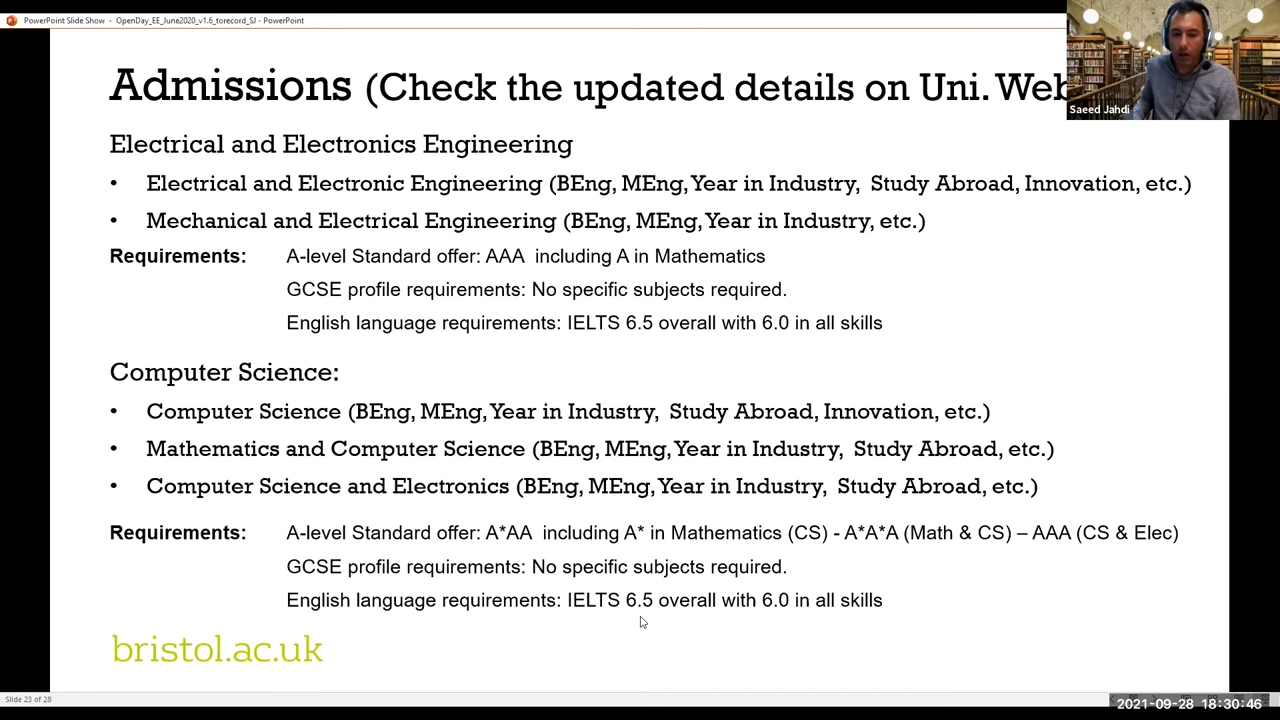 PowerPoint Slide Show - OpenDay_EE_June2020_v1.6_torecord_SJ - PowerPoint
Admissions (Check the updated details on Uni. Web
Saeed Jahdi
Electrical and Electronics Engineering
• Electrical and Electronic Engineering (BEng, MEng, Year in Industry, Study Abroad, Innovation, etc.)
• Mechanical and Electrical Engineering (BEng, MEng, Year in Industry, etc.)
Requirements: A-level Standard offer: AAA including A in Mathematics
GCSE profile requirements: No specific subjects required.
English language requirements: IELTS 6.5 overall with 6.0 in all skills
Computer Science:
• Computer Science (BEng, MEng, Year in Industry, Study Abroad, Innovation, etc.)
• Mathematics and Computer Science (BEng, MEng, Year in Industry, Study Abroad, etc.)
• Computer Science and Electronics (BEng, MEng, Year in Industry, Study Abroad, etc.)
Requirements: A-level Standard offer: A*AA including A* in Mathematics (CS) - A*A*A (Math & CS) – AAA (CS & Elec)
GCSE profile requirements: No specific subjects required.
English language requirements: IELTS 6.5 overall with 6.0 in all skills
bristol.ac.uk
Slide 23 of 28
2021-09-28 18:30:46